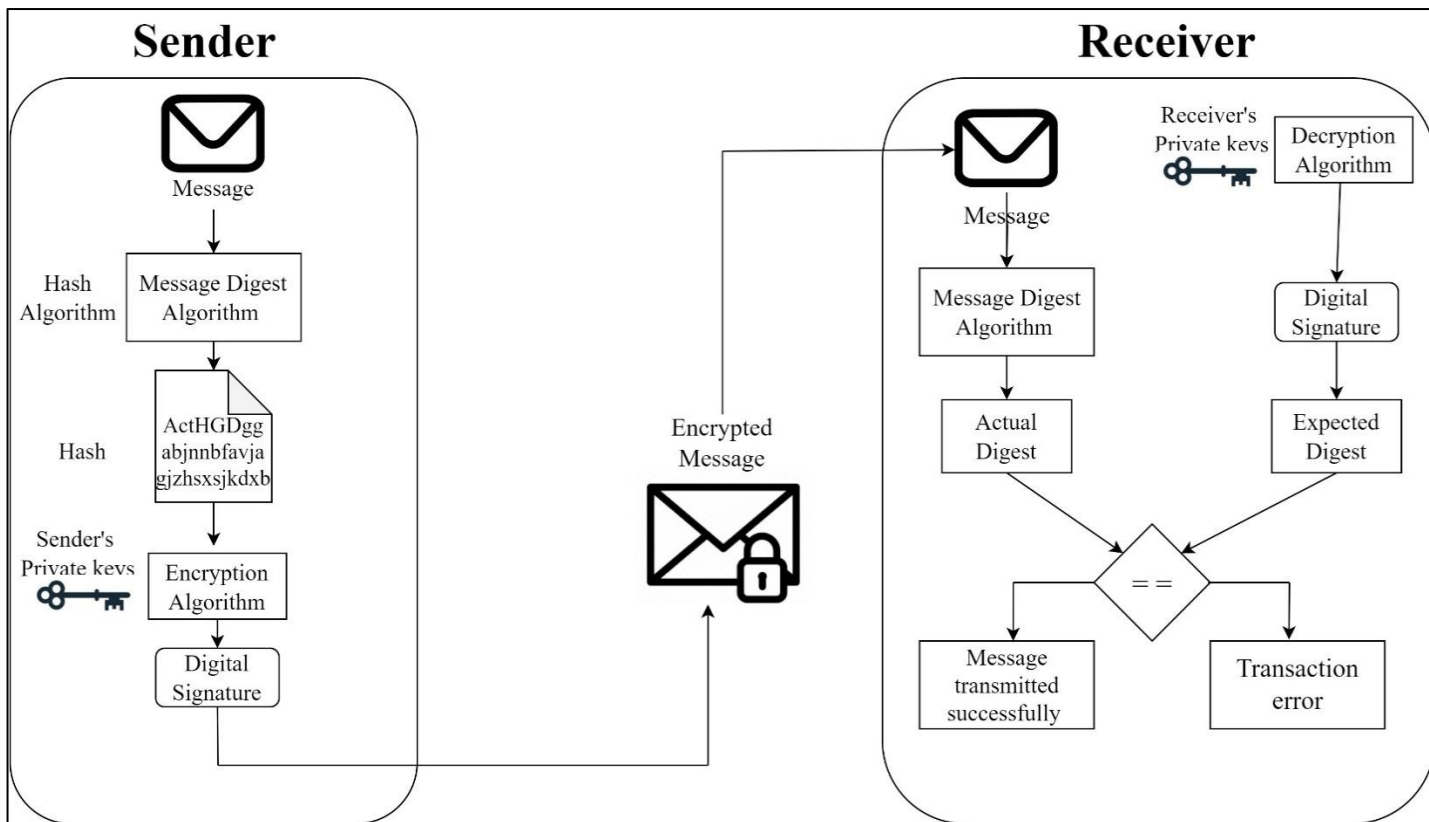 Sender
Message
Hash
Algorithm
Message Digest
Algorithm
Hash
ActHGDgg
abjnnbfavja
gjzhsxsjkdxb
Sender's
Private keys
Encryption
Algorithm
Digital
Signature
Encrypted
Message
Receiver
Message
Receiver's
Private keys
Decryption
Algorithm
Message Digest
Algorithm
Digital
Signature
Actual
Digest
Expected
Digest
= =
Message
transmitted
successfully
Transaction
error